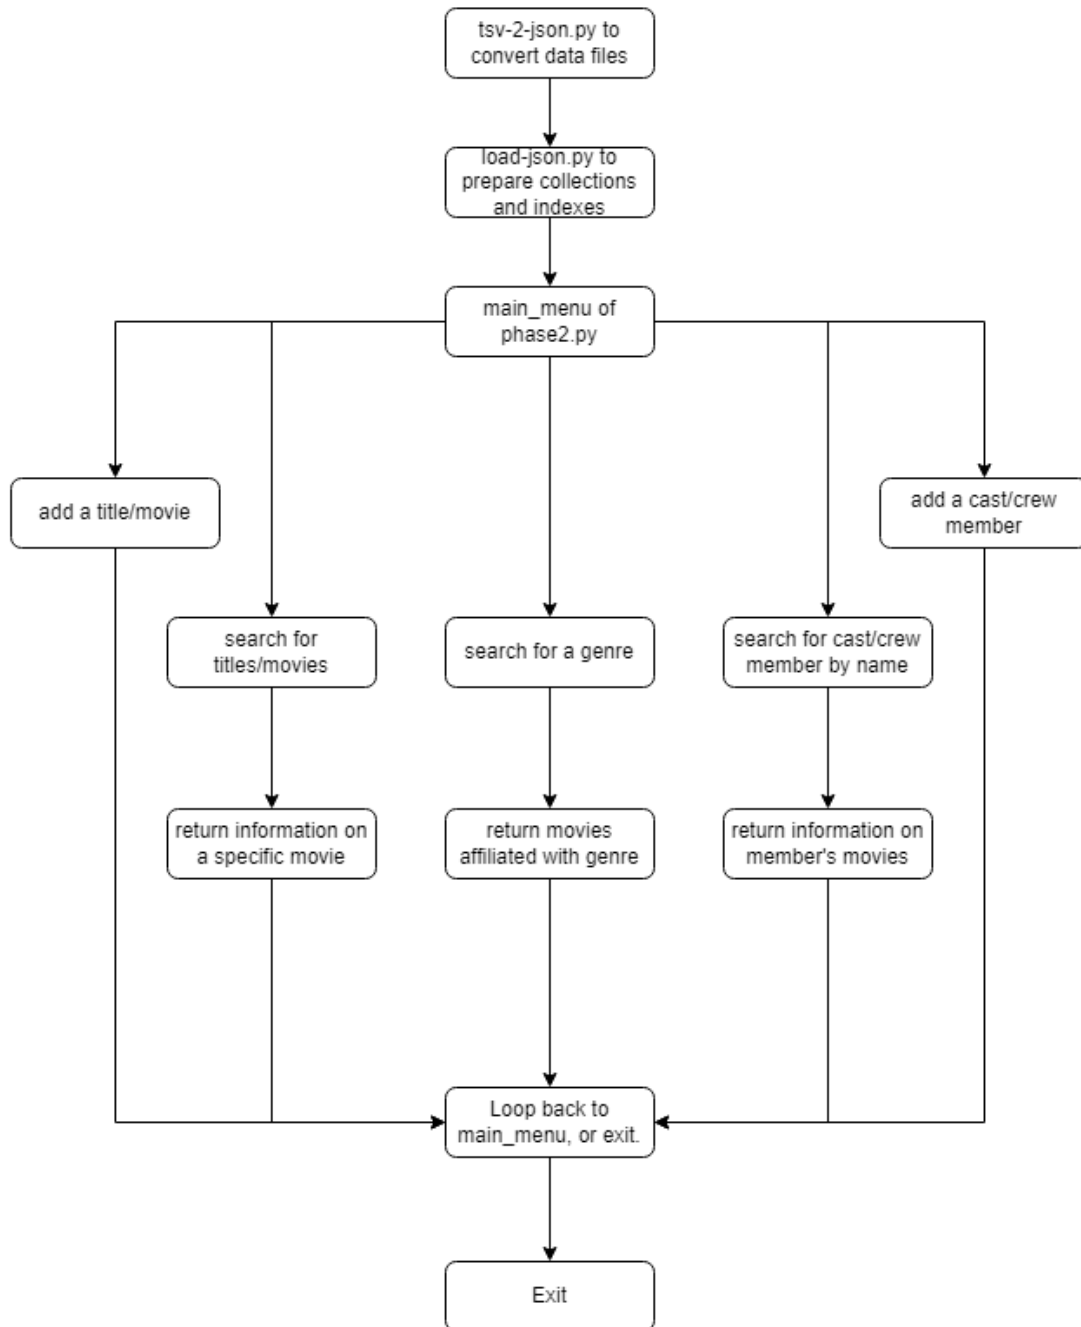 tsv-2-json.py to
convert data files
load-json.py to
prepare collections
and indexes
main_menu of
phase2.py
add a title/movie
add a cast/crew
member
search for
titles/movies
search for a genre
search for cast/crew
member by name
return information on
a specific movie
return movies
affiliated with genre
return information on
member's movies
Loop back to
main_menu, or exit.
Exit